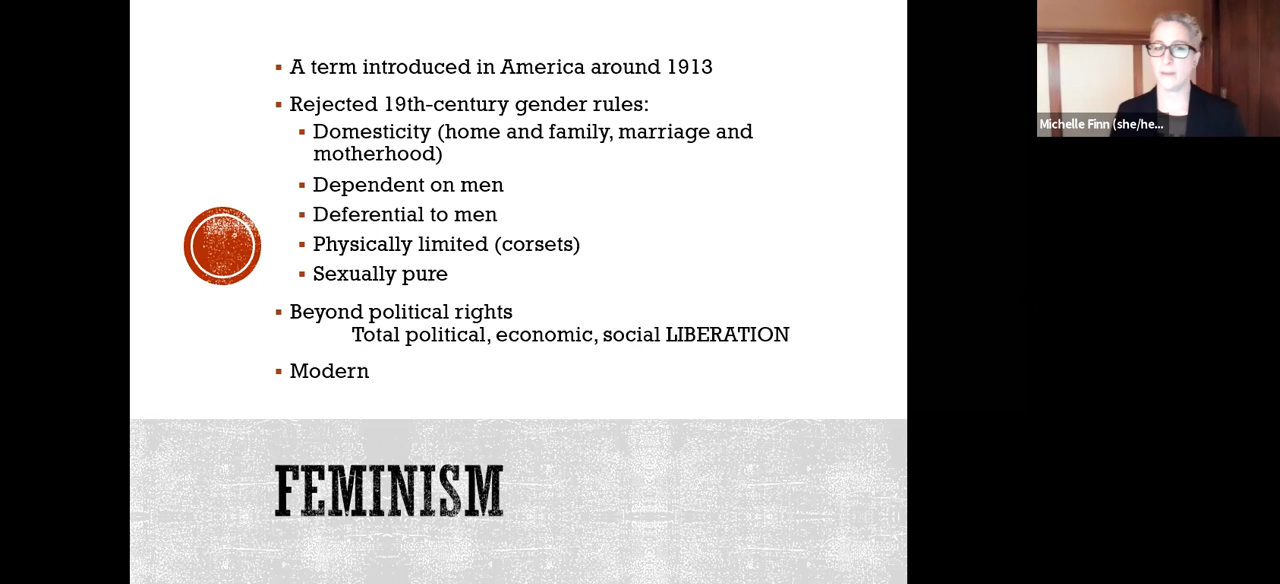 A term introduced in America around 1913
Rejected 19th-century gender rules:
Domesticity (home and family, marriage and
motherhood)
Dependent on men
Deferential to men
Physically limited (corsets)
Sexually pure
Beyond political rights
Total political, economic, social LIBERATION
Modern
FEMINISM
Michelle Finn (she/he...